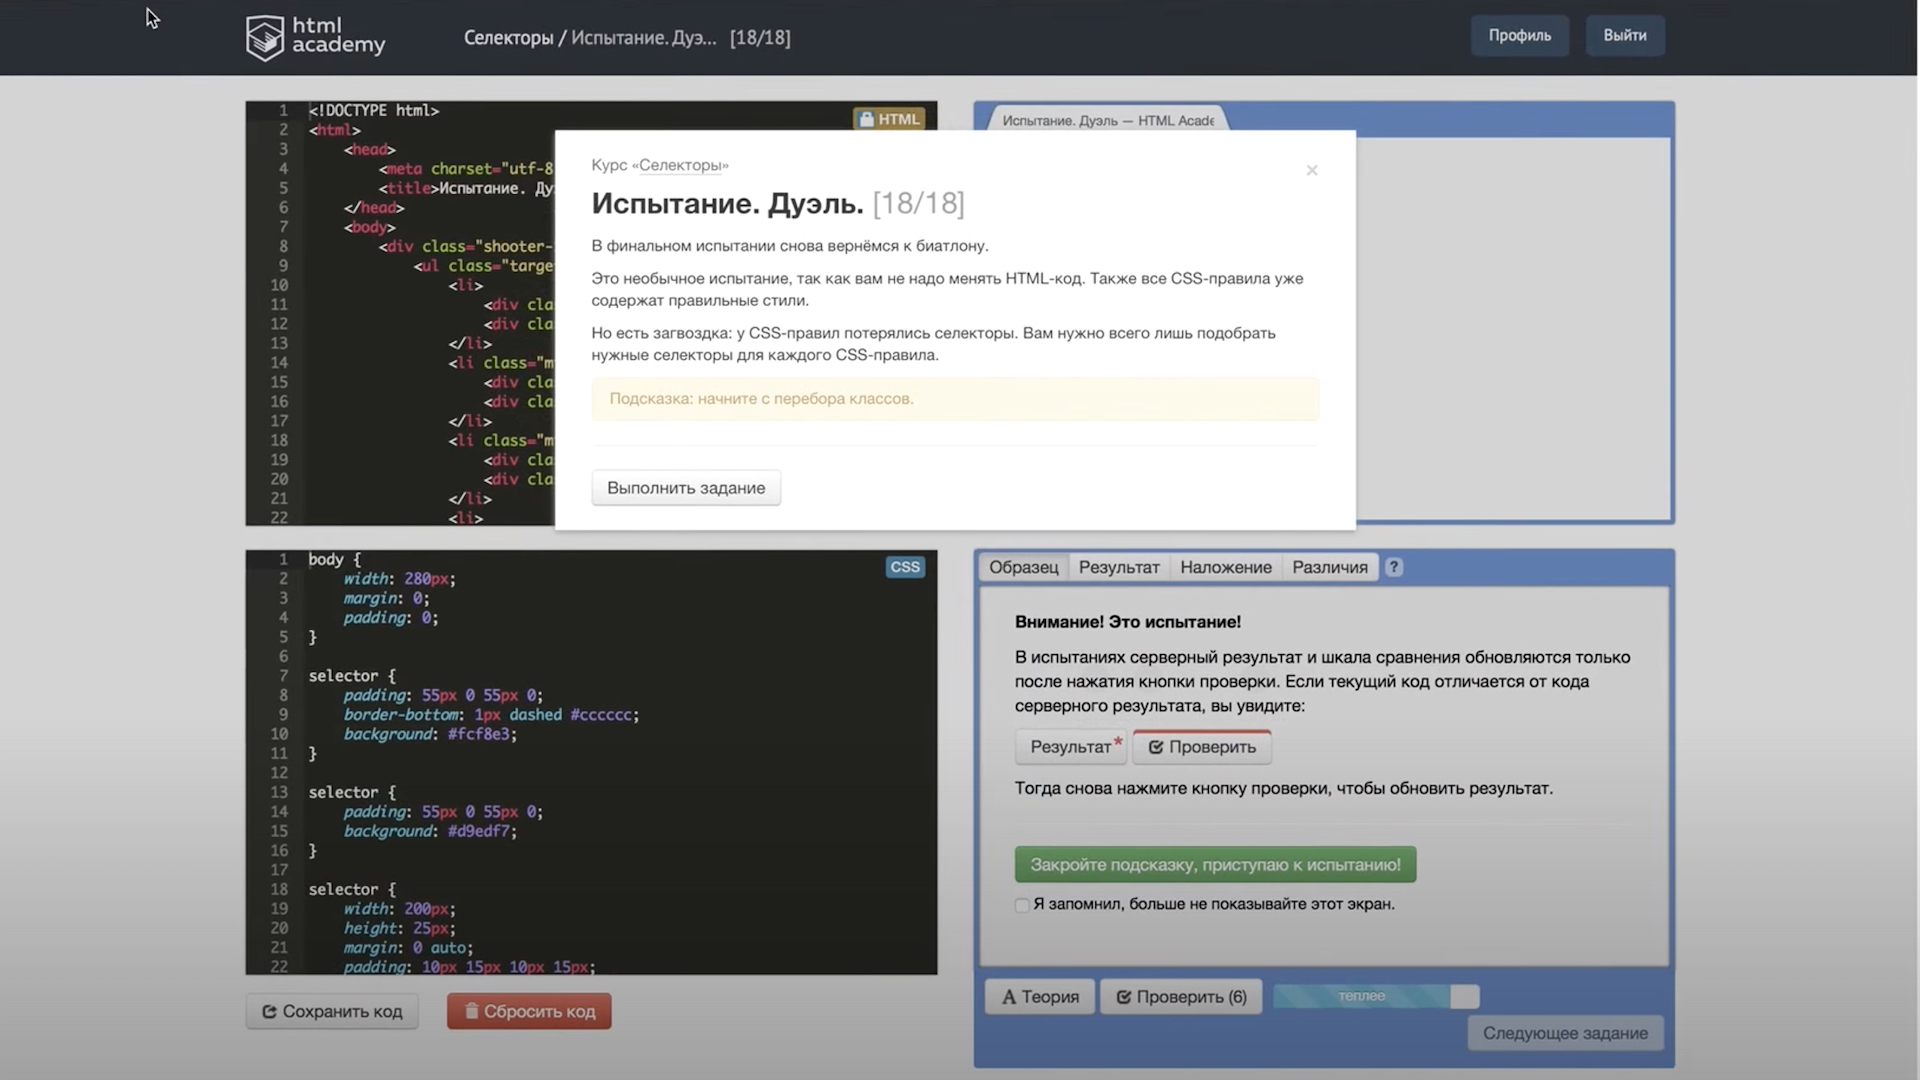 html academy
Селекторы / Испытание. Дуэ... [18/18]
Профиль
Выйти
1 <!DOCTYPE html>
2 <html>
3 <head>
4 <meta charset="utf-8
5 <title>Испытание. Ду
6 </head>
7 <body>
8 <div class="shooter-
9 <ul class="targe
10 <li>
11 <div cla
12 <div cla
13 </li>
14 <li class="m
15 <div cla
16 <div cla
17 </li>
18 <li class="m
19 <div cla
20 <div cla
21 </li>
22 <li>
HTML
Испытание. Дуэль — HTML Acade
Курс «Селекторы»
×
Испытание. Дуэль. [18/18]
В финальном испытании снова вернёмся к биатлону.
Это необычное испытание, так как вам не надо менять HTML-код. Также все CSS-правила уже
содержат правильные стили.
Но есть загвоздка: у CSS-правил потерялись селекторы. Вам нужно всего лишь подобрать
нужные селекторы для каждого CSS-правила.
Подсказка: начните с перебора классов.
Выполнить задание
1 body {
2 width: 280px;
3 margin: 0;
4 padding: 0;
5 }
6
7 selector {
8 padding: 55px 0 55px 0;
9 border-bottom: 1px dashed #cccccc;
10 background: #fcf8e3;
11 }
12
13 selector {
14 padding: 55px 0 55px 0;
15 background: #d9edf7;
16 }
17
18 selector {
19 width: 200px;
20 height: 25px;
21 margin: 0 auto;
22 padding: 10px 15px 10px 15px;
CSS
Образец Результат Наложение Различия ?
Внимание! Это испытание!
В испытаниях серверный результат и шкала сравнения обновляются только
после нажатия кнопки проверки. Если текущий код отличается от кода
серверного результата, вы увидите:
Результат* Проверить
Тогда снова нажмите кнопку проверки, чтобы обновить результат.
Закройте подсказку, приступаю к испытанию!
Я запомнил, больше не показывайте этот экран.
А Теория Проверить (6) теплее
Следующее задание
Сохранить код
Сбросить код